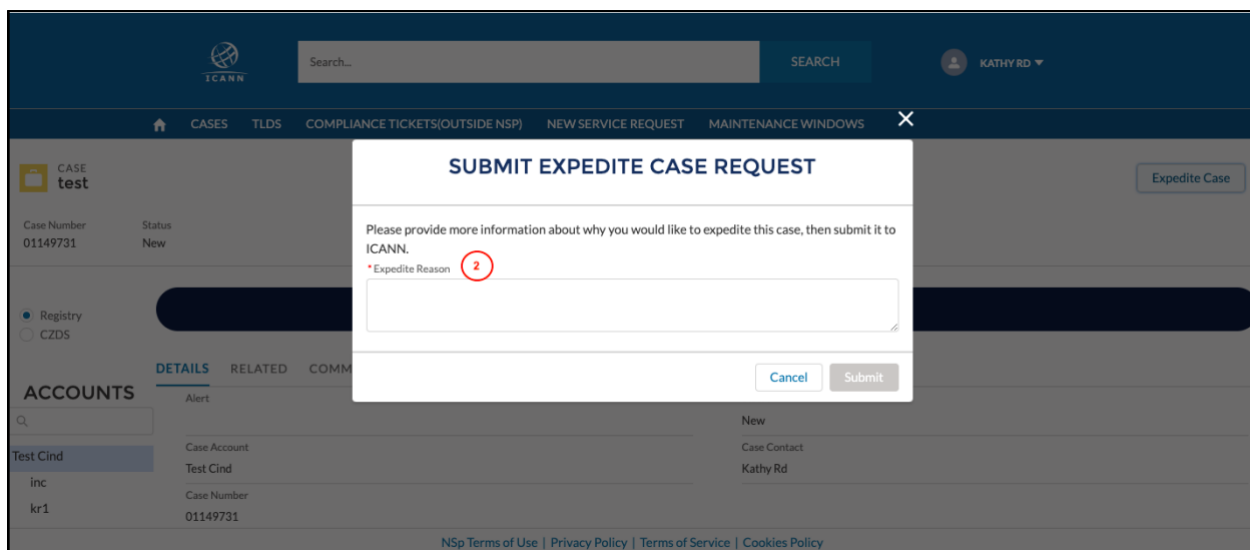 ICANN
Search...
SEARCH
KATHY RD
CASES TLDS COMPLIANCE TICKETS(OUTSIDE NSP) NEW SERVICE REQUEST MAINTENANCE WINDOWS
CASE
test
Expedite Case
Case Number Status
01149731 New
SUBMIT EXPEDITE CASE REQUEST
Please provide more information about why you would like to expedite this case, then submit it to
ICANN.
*Expedite Reason 2
Cancel Submit
Registry
CZDS
ACCOUNTS
Test Cind
inc
kr1
DETAILS RELATED COMM
Alert
New
Case Account Case Contact
Test Cind Kathy Rd
Case Number
01149731
NSp Terms of Use | Privacy Policy | Terms of Service | Cookies Policy